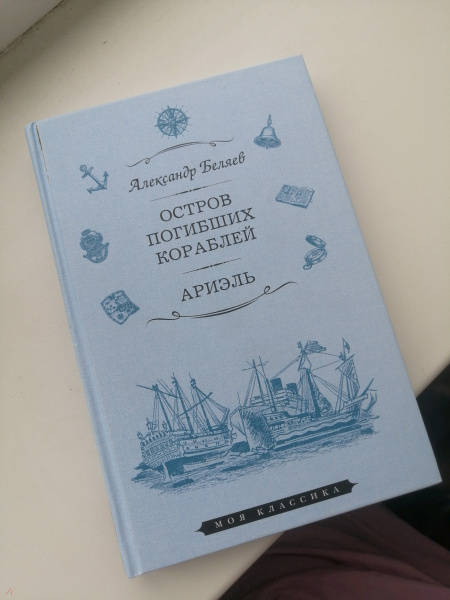 Александр Беляев
ОСТРОВ
ПОГИБШИХ
КОРАБЛЕЙ
АРИЭЛЬ
МОЯ КЛАССИКА